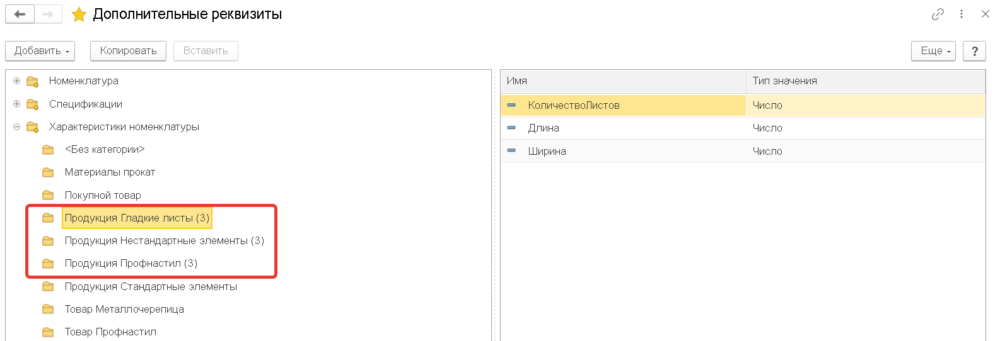 Дополнительные реквизиты
Добавить Копировать Вставить Еще ?
Номенклатура
Спецификации
Характеристики номенклатуры
<Без категории>
Материалы прокат
Покупной товар
Продукция Гладкие листы (3)
Продукция Нестандартные элементы (3)
Продукция Профнастил (3)
Продукция Стандартные элементы
Товар Металлочерепица
Товар Профнастил
Имя Тип значения
КоличествоЛистов Число
Длина Число
Ширина Число